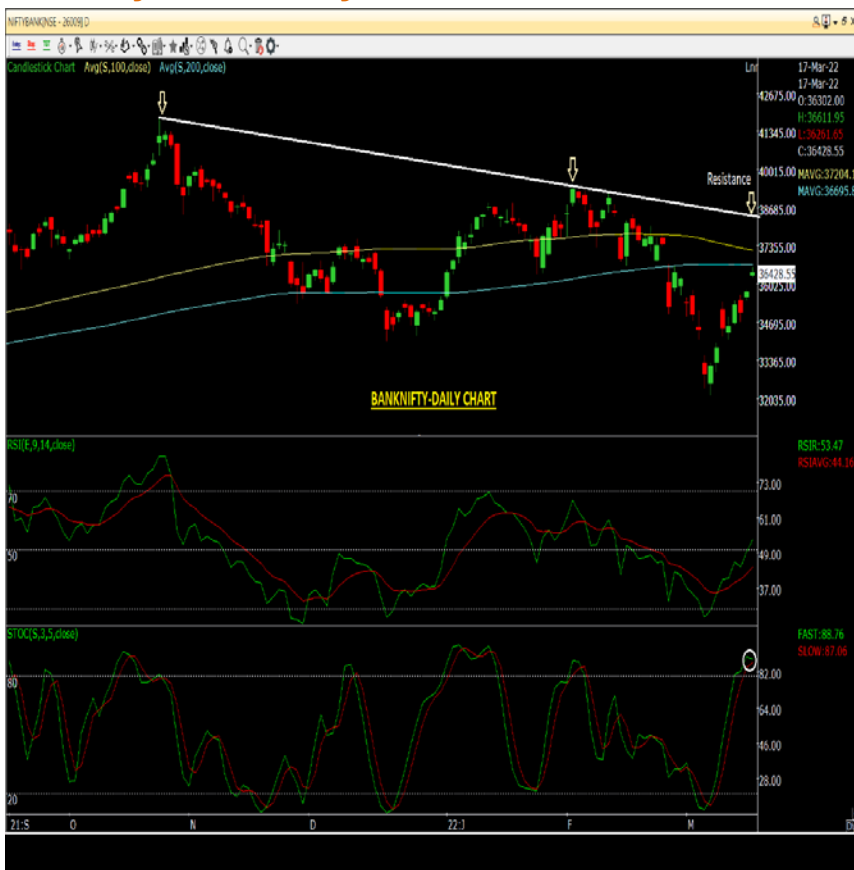 NIFTYBANK[NSE - 26009] D
Candlestick Chart Avg(S,100,close) Avg(S,200,close)
17-Mar-22
17-Mar-22
O:36302.00
H:36611.95
L:36261.65
C:36428.55
MAVG:37204.1
MAVG:36695.8
42675.00
41345.00
40015.00
38685.00
37355.00
36428.55
36025.00
34695.00
33365.00
32035.00
Resistance
BANKNIFTY-DAILY CHART
RSI(E,9,14,close)
RSIR:53.47
RSIAVG:44.16
70
50
73.00
61.00
49.00
37.00
STOC(S,3,5,close)
FAST:88.76
SLOW:87.06
80
20
82.00
64.00
46.00
28.00
21:S O N D 22:J F M